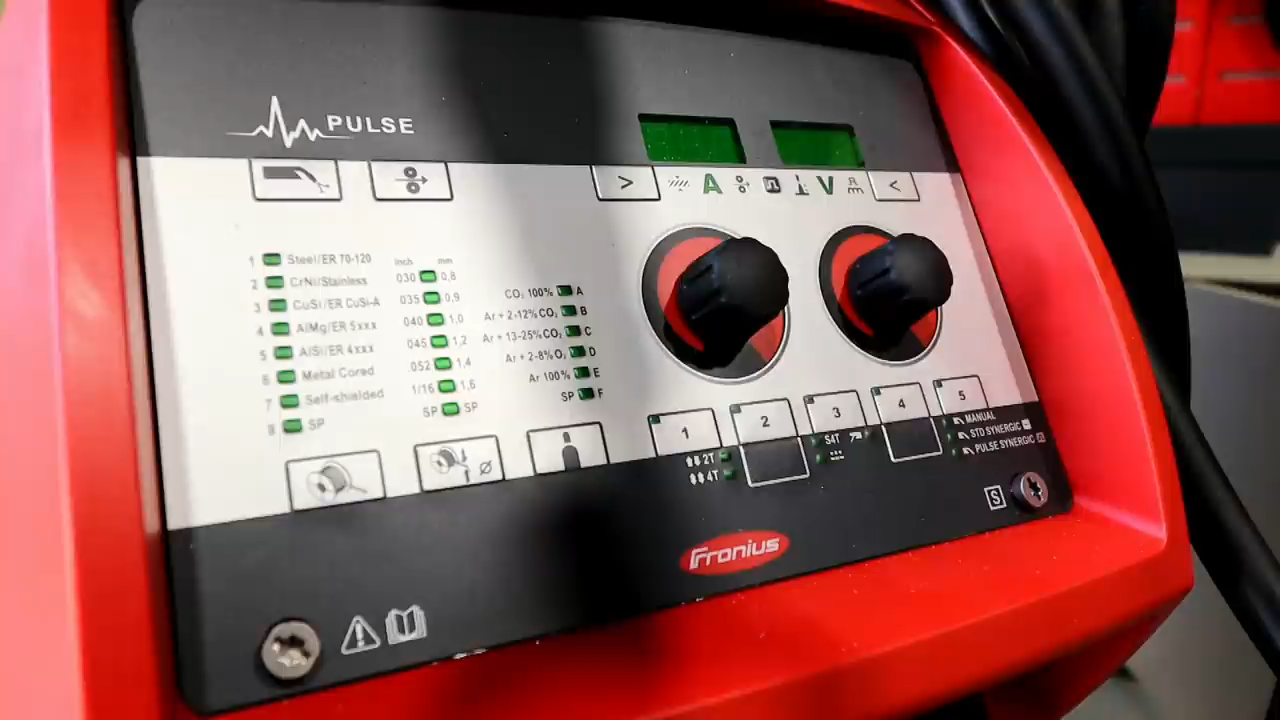 PULSE
> A V <
1 Steel/ER 70-120
2 CrNi/Stainless
3 CuSi/ER CuSi-A
4 AlMg/ER 5xxx
5 AlSi/ER 4xxx
6 Metal Cored
7 Self-shielded
8 SP
inch mm
030 0,8
035 0,9
040 1,0
045 1,2
.052 1,4
1/16 1,6
SP SP
CO₂ 100% A
Ar + 2-12% CO₂ B
Ar + 13-25% CO₂ C
Ar + 2-8% O₂ D
Ar 100% E
SP F
1
2
3
4
5
2T
4T
S4T
MANUAL
STD SYNERGIC
PULSE SYNERGIC
S
Fronius